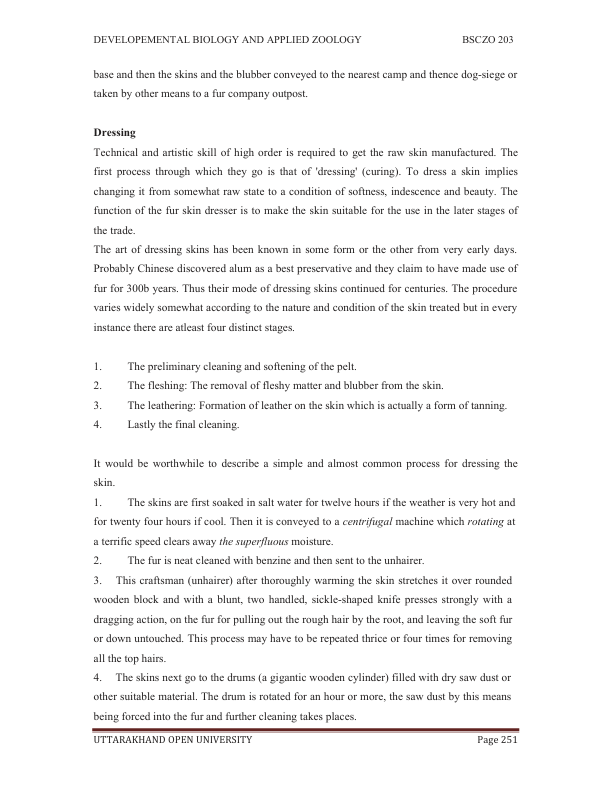 DEVELOPEMENTAL BIOLOGY AND APPLIED ZOOLOGY BSCZO 203
base and then the skins and the blubber conveyed to the nearest camp and thence dog-siege or
taken by other means to a fur company outpost.
Dressing
Technical and artistic skill of high order is required to get the raw skin manufactured. The
first process through which they go is that of 'dressing' (curing). To dress a skin implies
changing it from somewhat raw state to a condition of softness, indescence and beauty. The
function of the fur skin dresser is to make the skin suitable for the use in the later stages of
the trade.
The art of dressing skins has been known in some form or the other from very early days.
Probably Chinese discovered alum as a best preservative and they claim to have made use of
fur for 300b years. Thus their mode of dressing skins continued for centuries. The procedure
varies widely somewhat according to the nature and condition of the skin treated but in every
instance there are atleast four distinct stages.
1. The preliminary cleaning and softening of the pelt.
2. The fleshing: The removal of fleshy matter and blubber from the skin.
3. The leathering: Formation of leather on the skin which is actually a form of tanning.
4. Lastly the final cleaning.
It would be worthwhile to describe a simple and almost common process for dressing the
skin.
1. The skins are first soaked in salt water for twelve hours if the weather is very hot and
for twenty four hours if cool. Then it is conveyed to a centrifugal machine which rotating at
a terrific speed clears away the superfluous moisture.
2. The fur is neat cleaned with benzine and then sent to the unhairer.
3. This craftsman (unhairer) after thoroughly warming the skin stretches it over rounded
wooden block and with a blunt, two handled, sickle-shaped knife presses strongly with a
dragging action, on the fur for pulling out the rough hair by the root, and leaving the soft fur
or down untouched. This process may have to be repeated thrice or four times for removing
all the top hairs.
4. The skins next go to the drums (a gigantic wooden cylinder) filled with dry saw dust or
other suitable material. The drum is rotated for an hour or more, the saw dust by this means
being forced into the fur and further cleaning takes places.
UTTARAKHAND OPEN UNIVERSITY Page 251